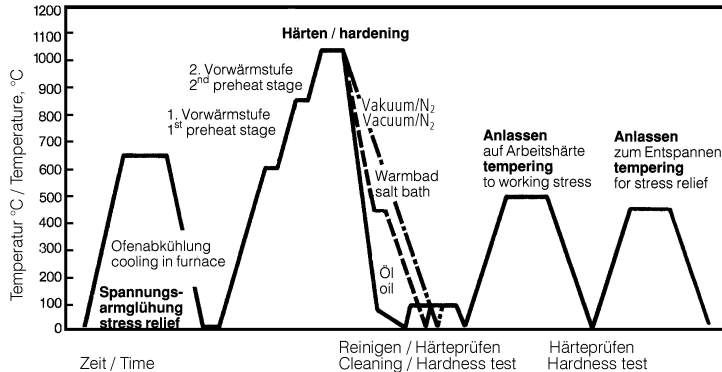 Temperatur °C / Temperature, °C
1200
1100
1000
900
800
700
600
500
400
300
200
100
0
Härten / hardening
2. Vorwärmstufe
2nd preheat stage
1. Vorwärmstufe
1st preheat stage
Vakuum/N2
Vacuum/N2
Warmbad
salt bath
Öl
oil
Ofenabkühlung
cooling in furnace
Spannungs-
armglühung
stress relief
Anlassen
auf Arbeitshärte
tempering
to working stress
Anlassen
zum Entspannen
tempering
for stress relief
Zeit / Time
Reinigen / Härteprüfen
Cleaning / Hardness test
Härteprüfen
Hardness test